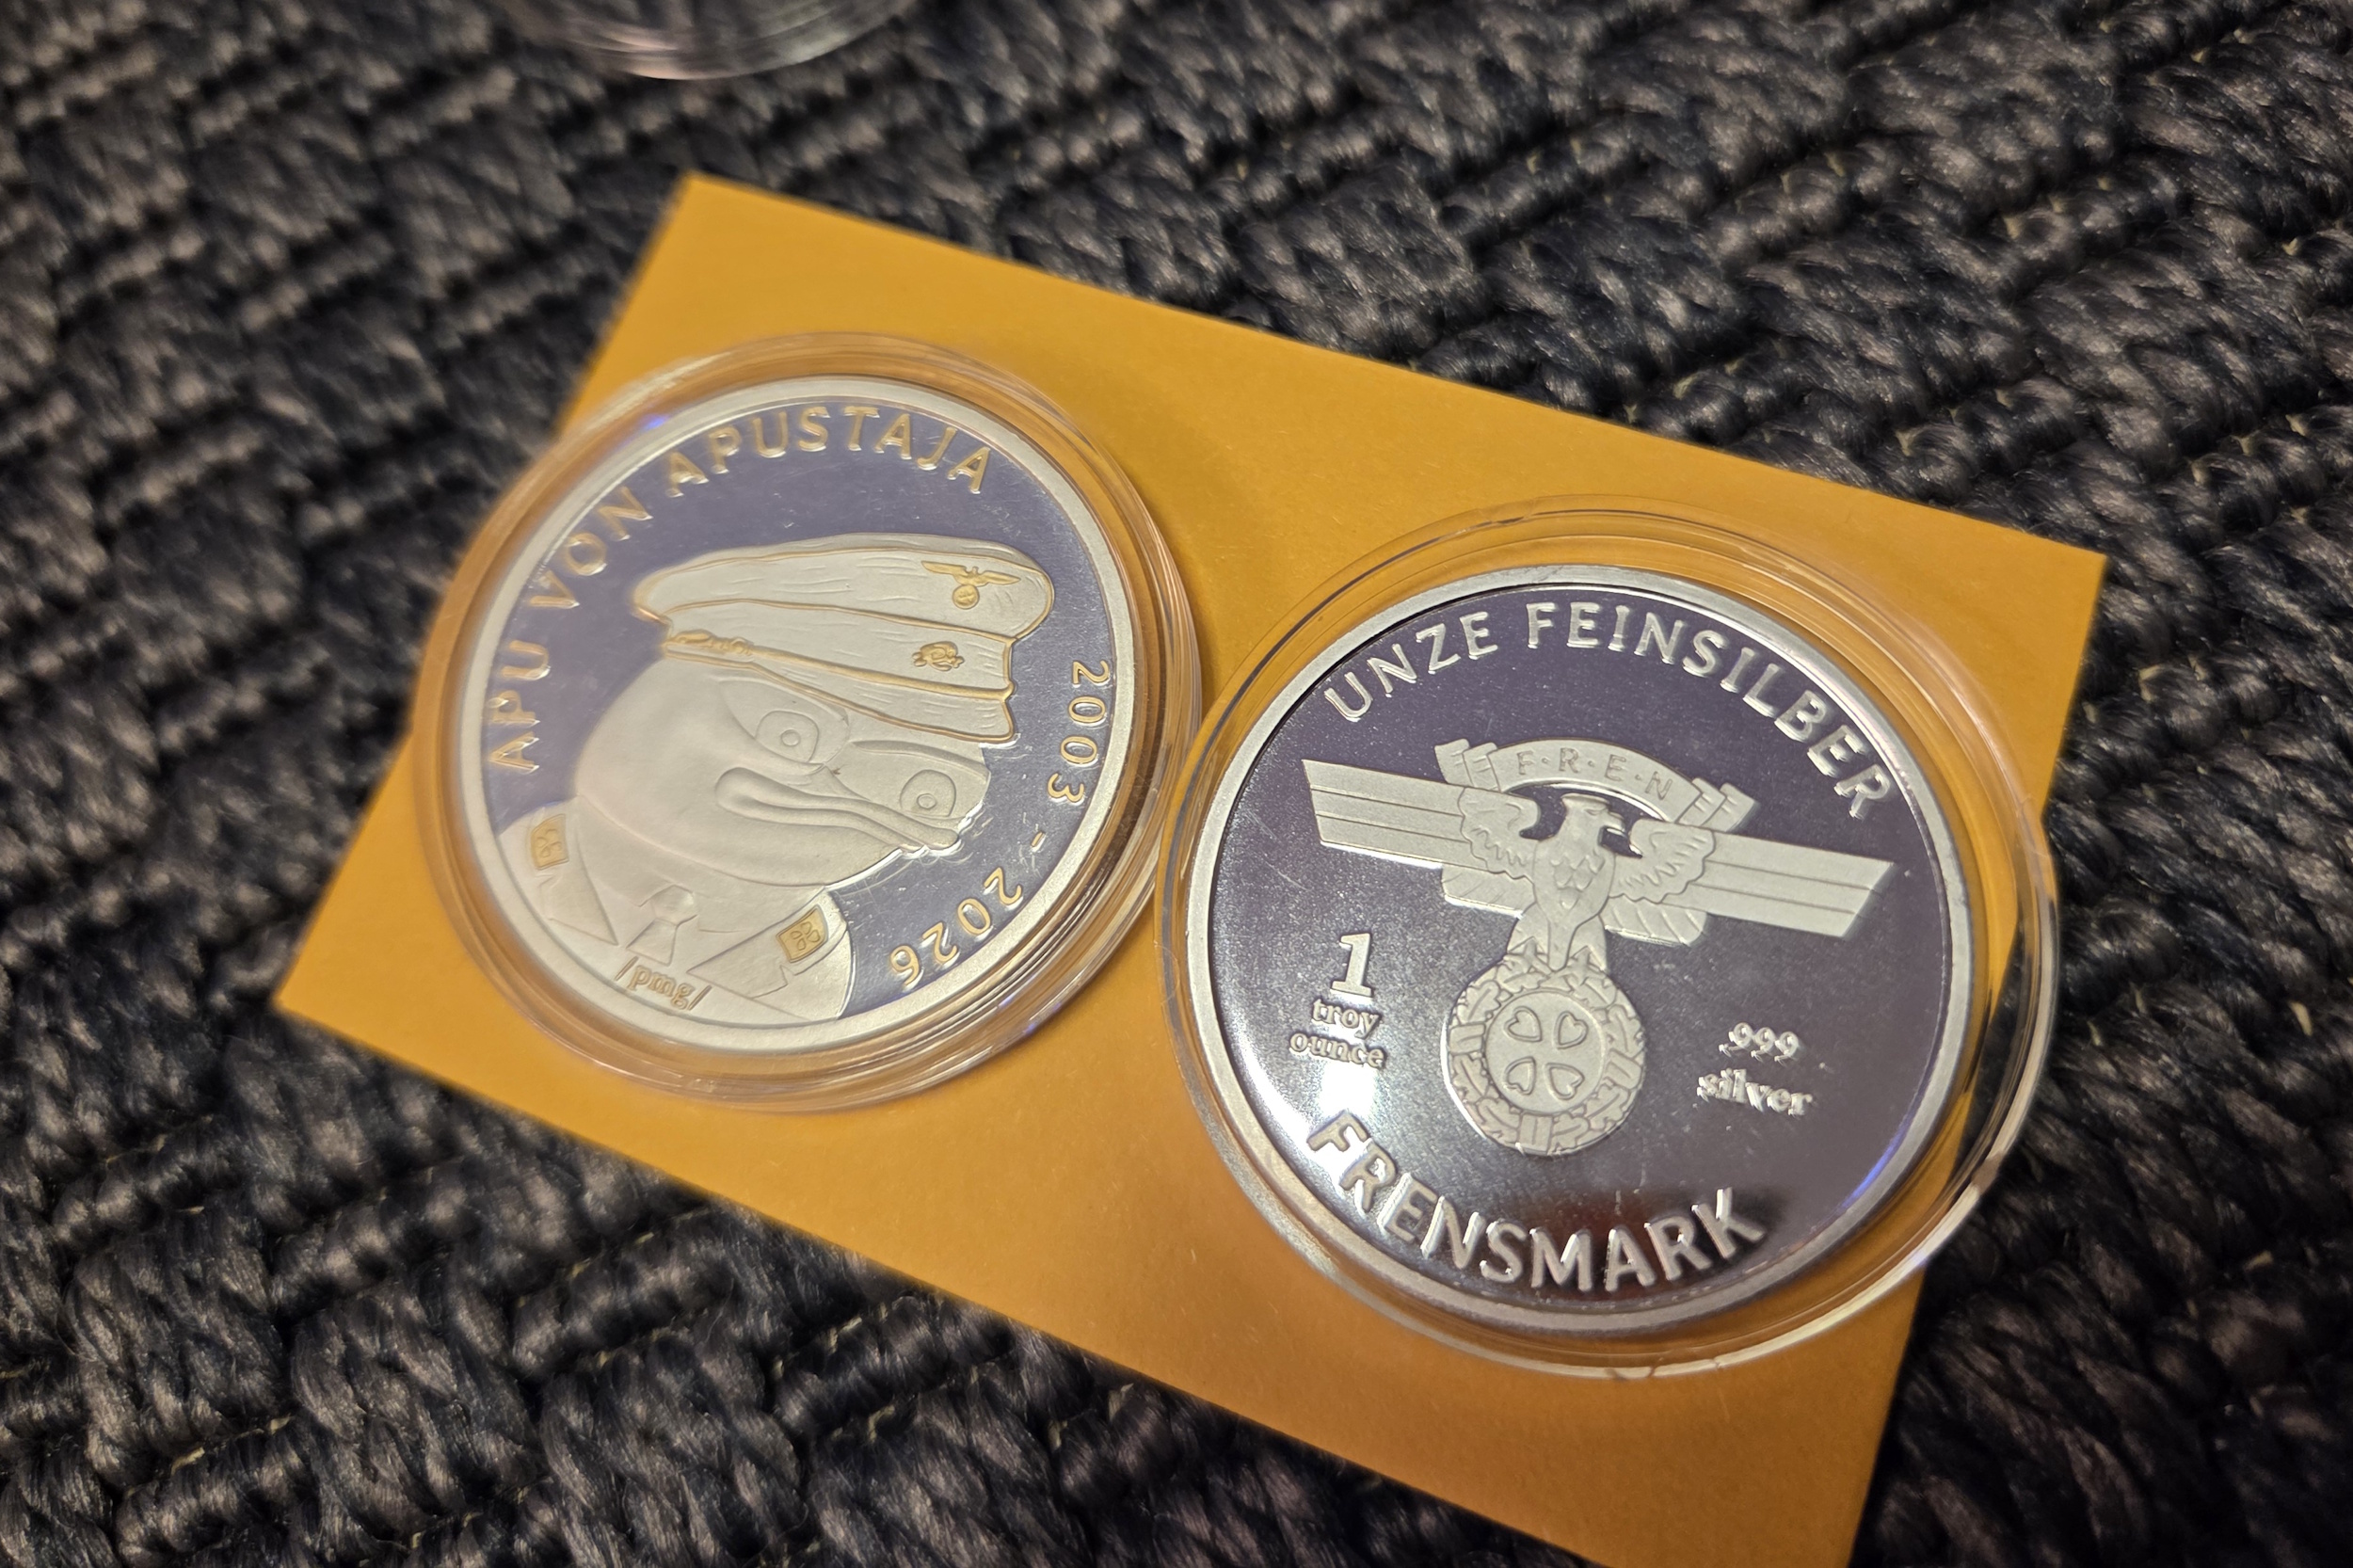 APU VON APUSTAJA
2003 - 2026
/pmg/
UNZE FEINSILBER
F·R·E·N
1
troy
ounce
.999
silver
FRENSMARK